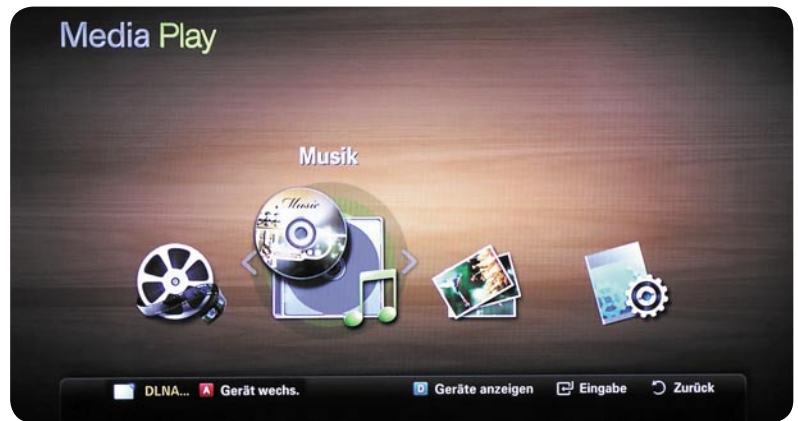 Media Play
Musik
Music
DLNA... A Gerät wechs. D Geräte anzeigen Eingabe Zurück